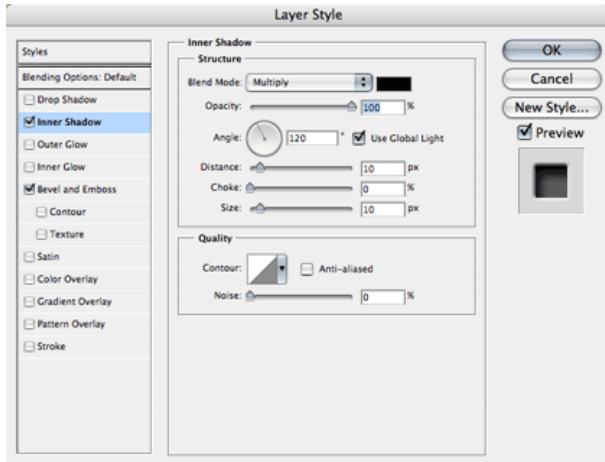 Layer Style
Styles
Blending Options: Default
Drop Shadow
Inner Shadow
Outer Glow
Inner Glow
Bevel and Emboss
Contour
Texture
Satin
Color Overlay
Gradient Overlay
Pattern Overlay
Stroke
Inner Shadow
Structure
Blend Mode: Multiply
Opacity: 100 %
Angle: 120 ° Use Global Light
Distance: 10 px
Choke: 0 %
Size: 10 px
Quality
Contour: Anti-aliased
Noise: 0 %
OK
Cancel
New Style...
Preview